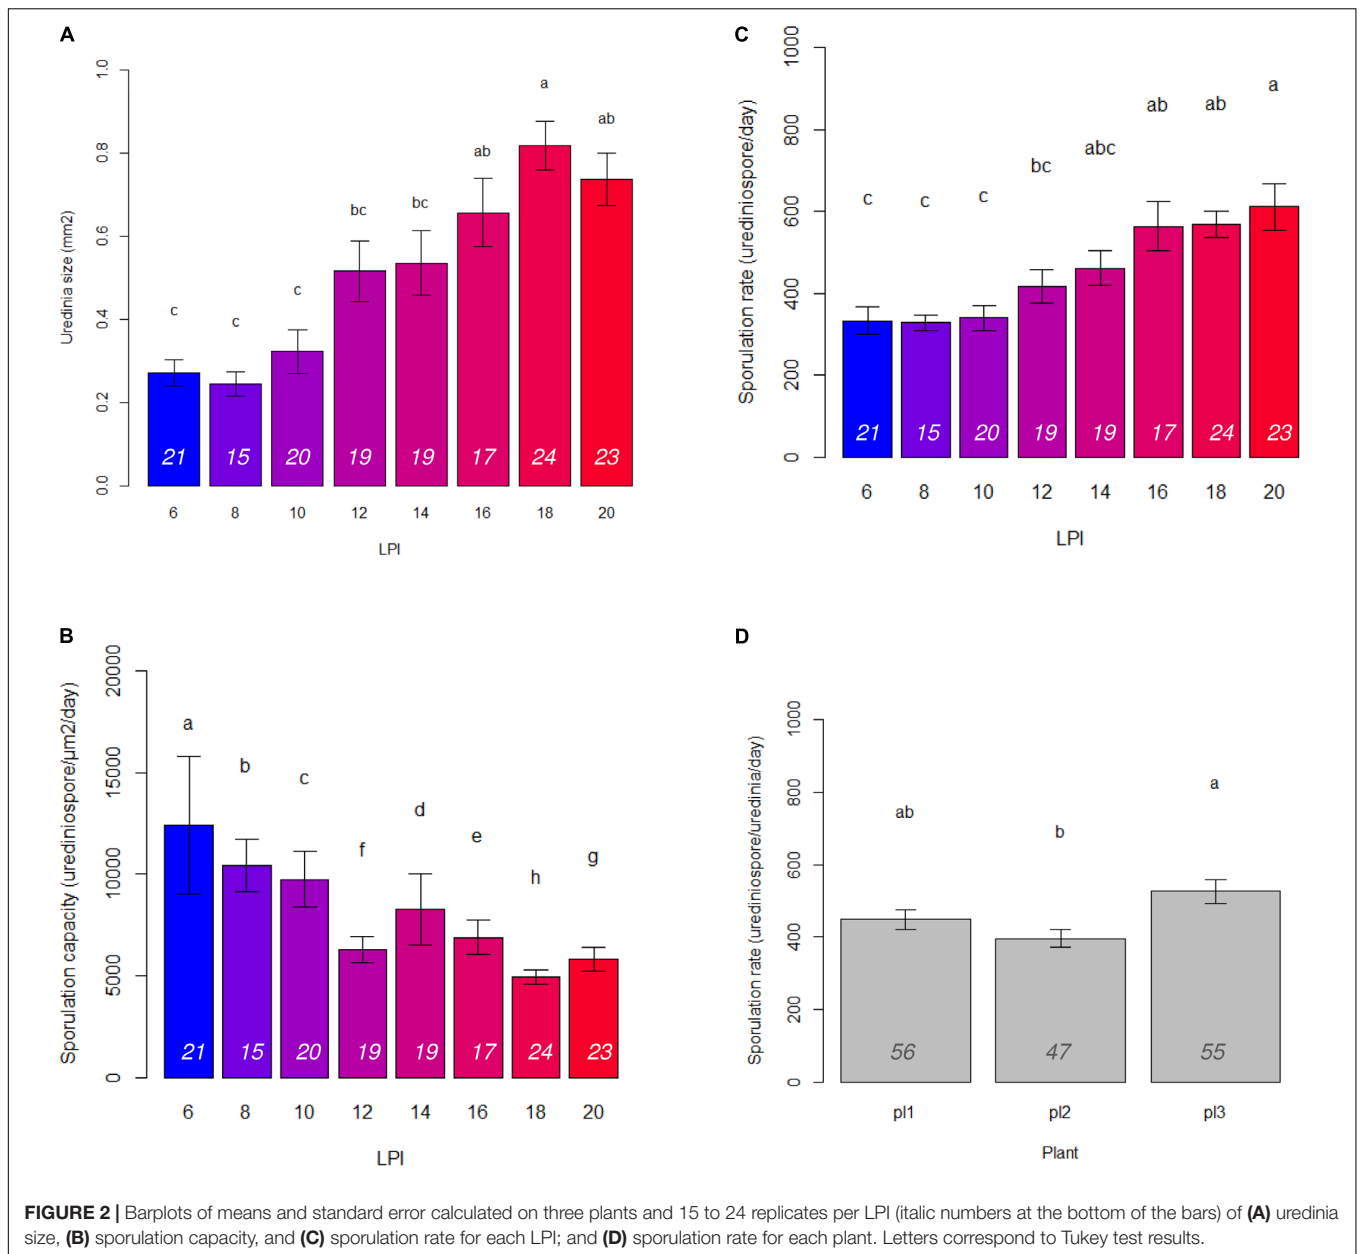 A
1.0
0.8
0.6
0.4
0.2
0.0
Uredinia size (mm2)
c
c
c
bc
bc
ab
a
ab
21
15
20
19
19
17
24
23
6
8
10
12
14
16
18
20
LPI
C
1000
800
600
400
200
0
Sporulation rate (urediniospore/day)
c
c
c
bc
abc
ab
ab
a
21
15
20
19
19
17
24
23
6
8
10
12
14
16
18
20
LPI
B
20000
15000
10000
5000
0
Sporulation capacity (urediniospore/µm2/day)
a
b
c
f
d
e
h
g
21
15
20
19
19
17
24
23
6
8
10
12
14
16
18
20
LPI
D
1000
800
600
400
200
0
Sporulation rate (urediniospore/uredinia/day)
ab
b
a
56
47
55
pl1
pl2
pl3
Plant
FIGURE 2 | Barplots of means and standard error calculated on three plants and 15 to 24 replicates per LPI (italic numbers at the bottom of the bars) of (A) uredinia
size, (B) sporulation capacity, and (C) sporulation rate for each LPI; and (D) sporulation rate for each plant. Letters correspond to Tukey test results.